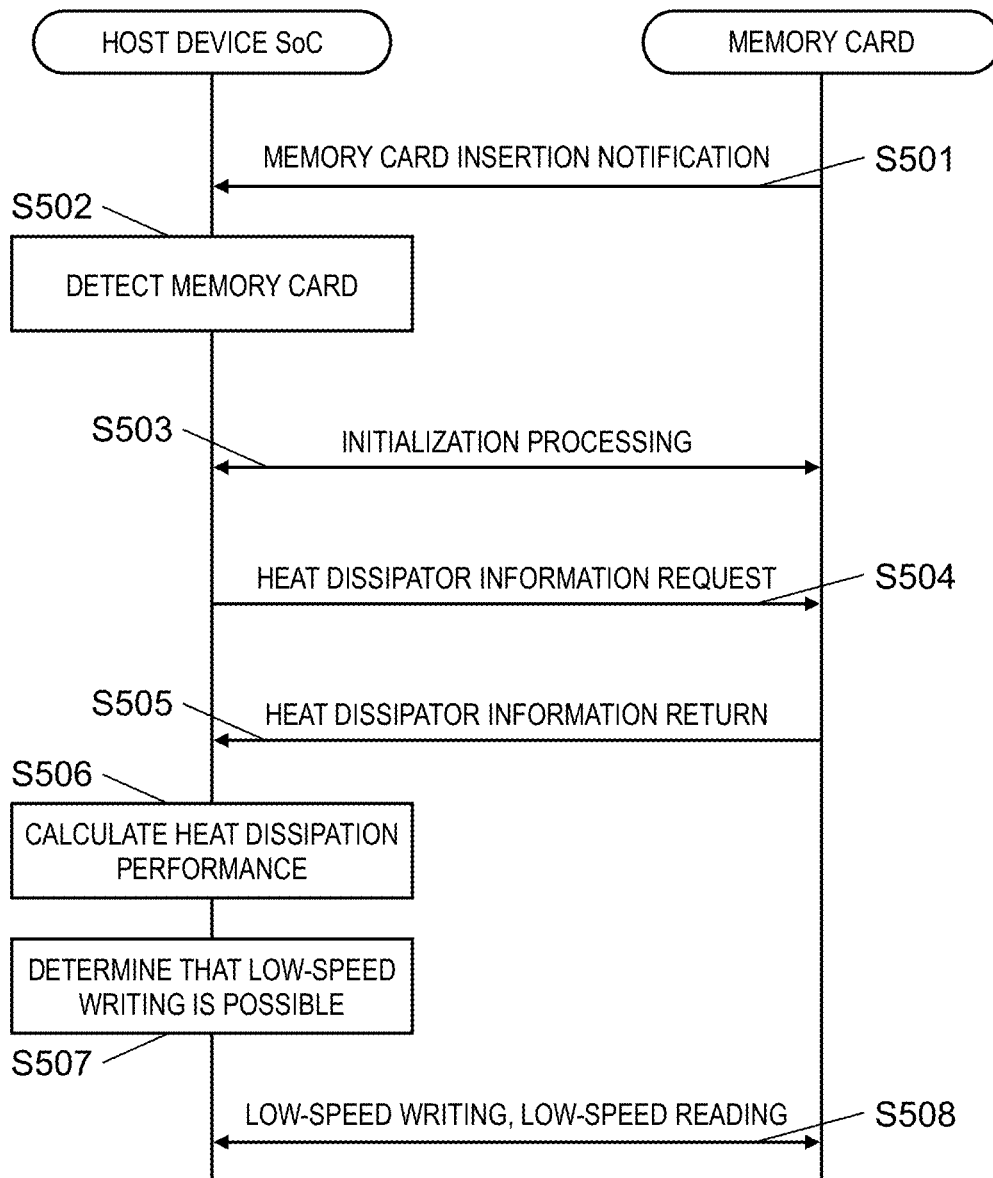 HOST DEVICE SoC
MEMORY CARD
MEMORY CARD INSERTION NOTIFICATION
S501
S502
DETECT MEMORY CARD
S503
INITIALIZATION PROCESSING
HEAT DISSIPATOR INFORMATION REQUEST
S504
S505
HEAT DISSIPATOR INFORMATION RETURN
S506
CALCULATE HEAT DISSIPATION
PERFORMANCE
DETERMINE THAT LOW-SPEED
WRITING IS POSSIBLE
S507
LOW-SPEED WRITING, LOW-SPEED READING
S508